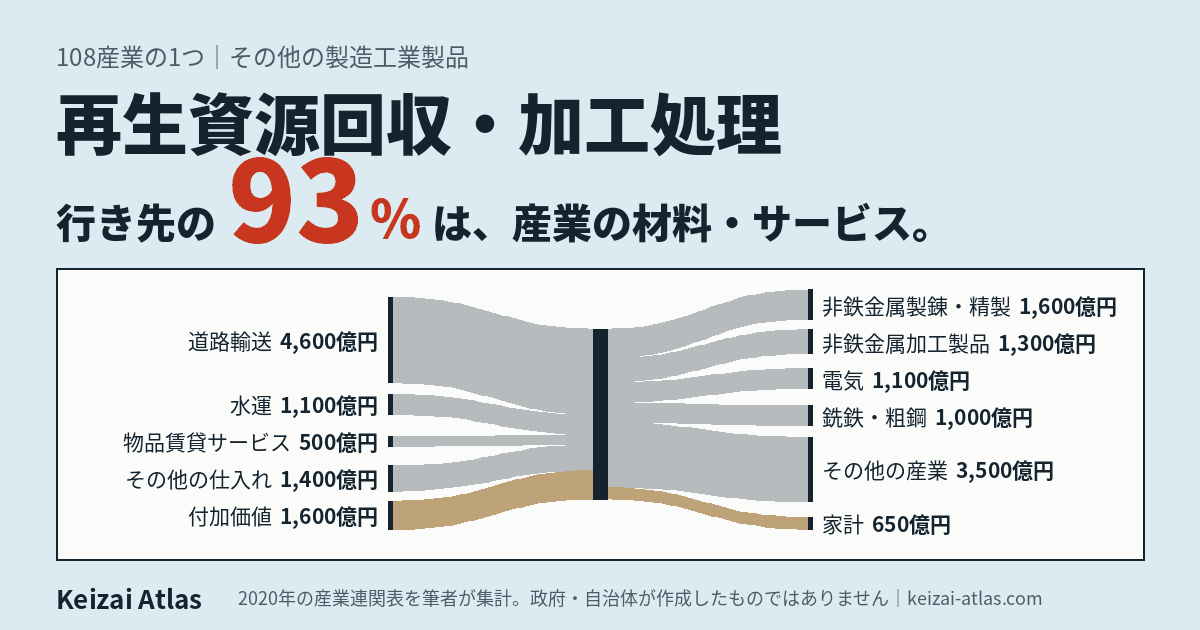 108産業の1つ｜その他の製造工業製品
再生資源回収・加工処理
行き先の 93% は、産業の材料・サービス。
道路輸送 4,600億円
水運 1,100億円
物品賃貸サービス 500億円
その他の仕入れ 1,400億円
付加価値 1,600億円
非鉄金属製錬・精製 1,600億円
非鉄金属加工製品 1,300億円
電気 1,100億円
銑鉄・粗鋼 1,000億円
その他の産業 3,500億円
家計 650億円
Keizai Atlas 2020年の産業連関表を筆者が集計。政府・自治体が作成したものではありません｜keizai-atlas.com